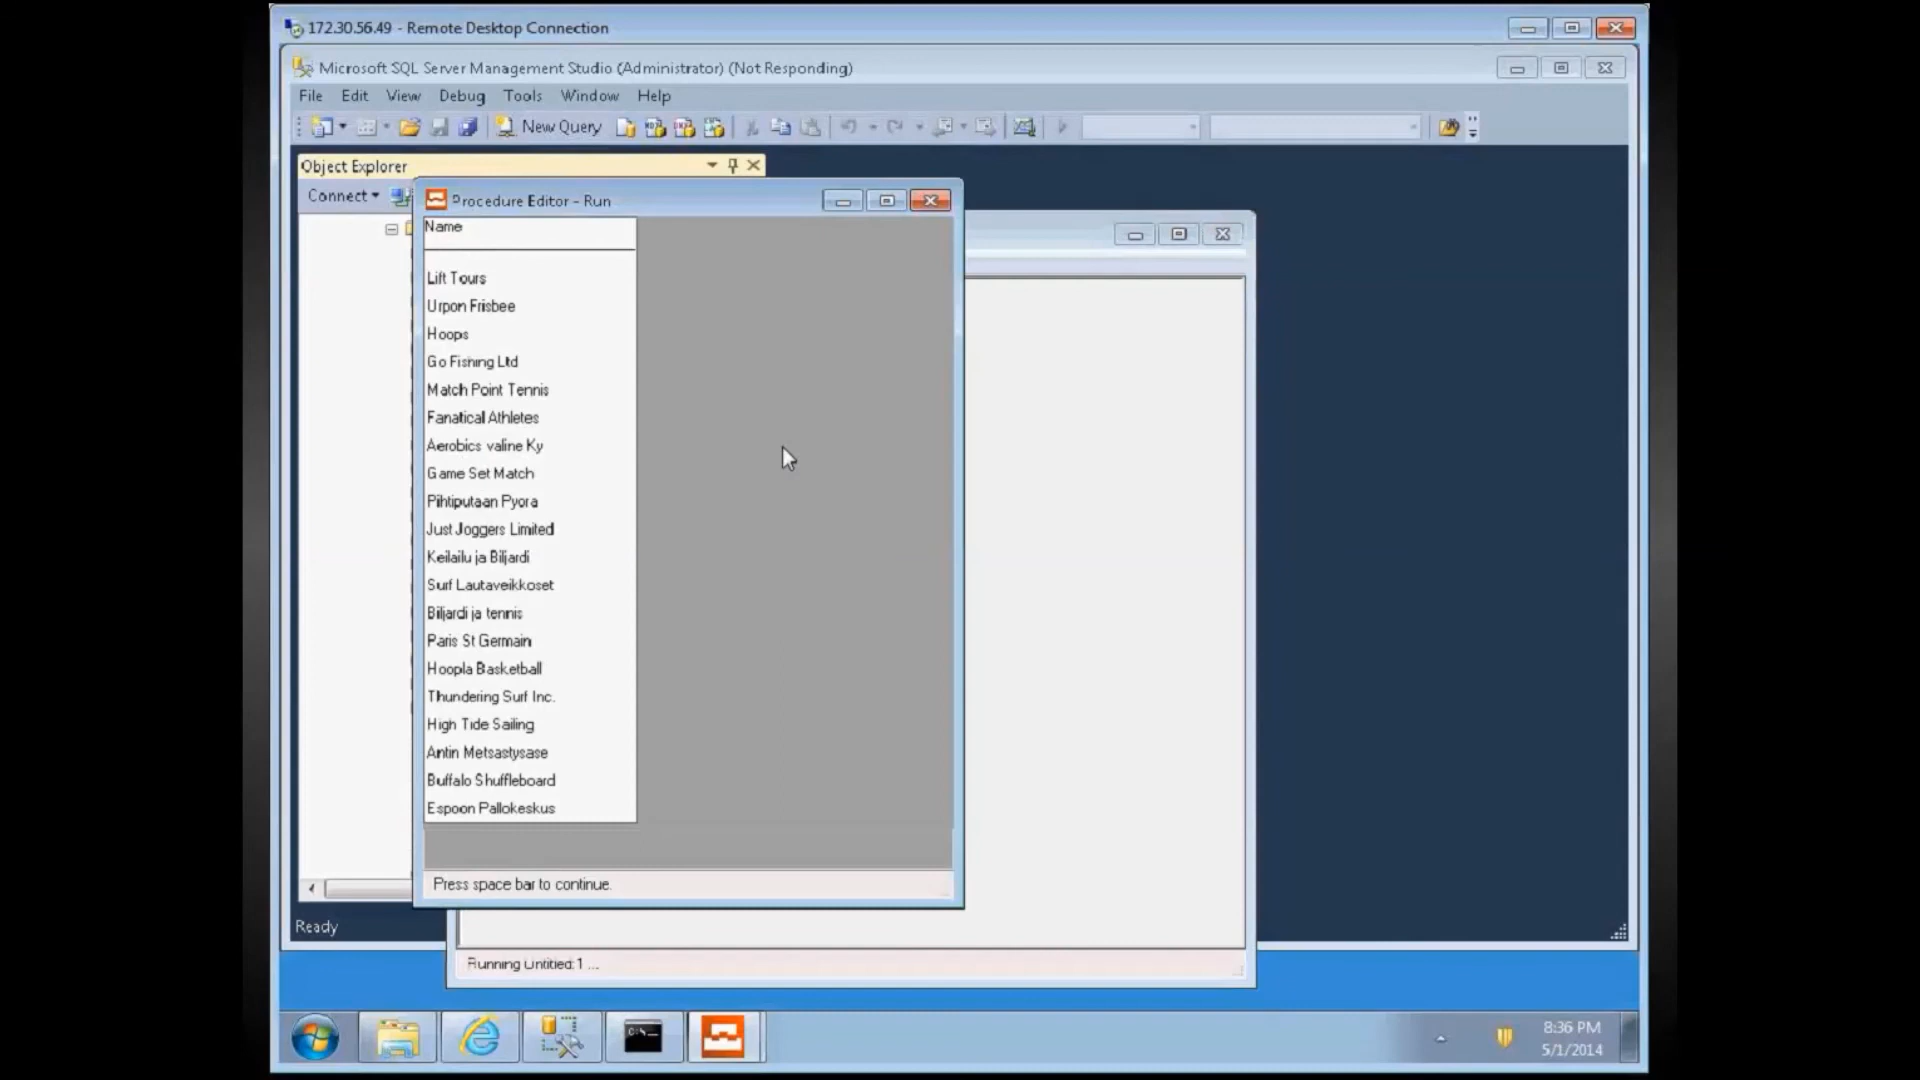 172.30.56.49 - Remote Desktop Connection
Microsoft SQL Server Management Studio (Administrator) (Not Responding)
File Edit View Debug Tools Window Help
New Query
Object Explorer
Connect
Procedure Editor - Run
Name
Lift Tours
Urpon Frisbee
Hoops
Go Fishing Ltd
Match Point Tennis
Fanatical Athletes
Aerobics valine Ky
Game Set Match
Pihtiputaan Pyora
Just Joggers Limited
Keilailu ja Biljardi
Surf Lautaveikkoset
Biljardi ja tennis
Paris St Germain
Hoopla Basketball
Thundering Surf Inc.
High Tide Sailing
Antin Metsastysase
Buffalo Shuffleboard
Espoon Pallokeskus
Press space bar to continue.
Ready
Running Untitled:1 ...
8:36 PM
5/1/2014